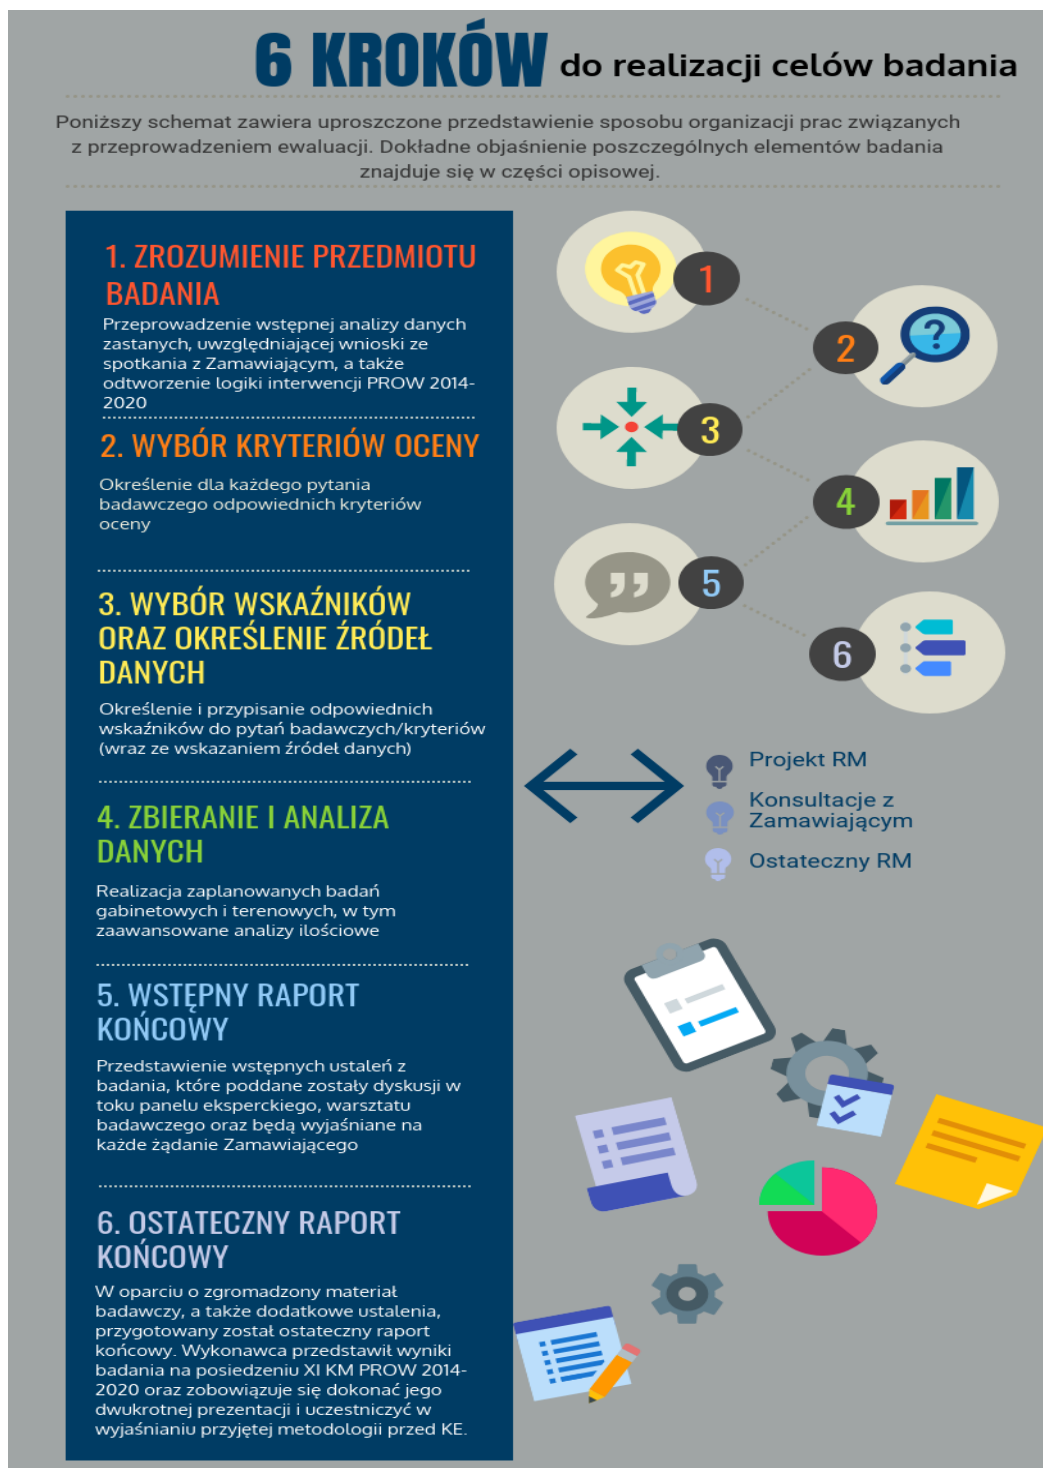 6 KROKÓW do realizacji celów badania
Poniższy schemat zawiera uproszczone przedstawienie sposobu organizacji prac związanych
z przeprowadzeniem ewaluacji. Dokładne objaśnienie poszczególnych elementów badania
znajduje się w części opisowej.
1. ZROZUMIENIE PRZEDMIOTU
BADANIA
Przeprowadzenie wstępnej analizy danych
zastanych, uwzględniającej wnioski ze
spotkania z Zamawiającym, a także
odtworzenie logiki interwencji PROW 2014-
2020
2. WYBÓR KRYTERIÓW OCENY
Określenie dla każdego pytania
badawczego odpowiednich kryteriów
oceny
3. WYBÓR WSKAŹNIKÓW
ORAZ OKREŚLENIE ŹRÓDEŁ
DANYCH
Określenie i przypisanie odpowiednich
wskaźników do pytań badawczych/kryteriów
(wraz ze wskazaniem źródeł danych)
4. ZBIERANIE I ANALIZA
DANYCH
Realizacja zaplanowanych badań
gabinetowych i terenowych, w tym
zaawansowane analizy ilościowe
5. WSTĘPNY RAPORT
KOŃCOWY
Przedstawienie wstępnych ustaleń z
badania, które poddane zostały dyskusji w
toku panelu eksperckiego, warsztatu
badawczego oraz będą wyjaśniane na
każde żądanie Zamawiającego
6. OSTATECZNY RAPORT
KOŃCOWY
W oparciu o zgromadzony materiał
badawczy, a także dodatkowe ustalenia,
przygotowany został ostateczny raport
końcowy. Wykonawca przedstawił wyniki
badania na posiedzeniu XI KM PROW 2014-
2020 oraz zobowiązuje się dokonać jego
dwukrotnej prezentacji i uczestniczyć w
wyjaśnianiu przyjętej metodologii przed KE.
1
2
?
3
4
5
6
Projekt RM
Konsultacje z
Zamawiającym
Ostateczny RM